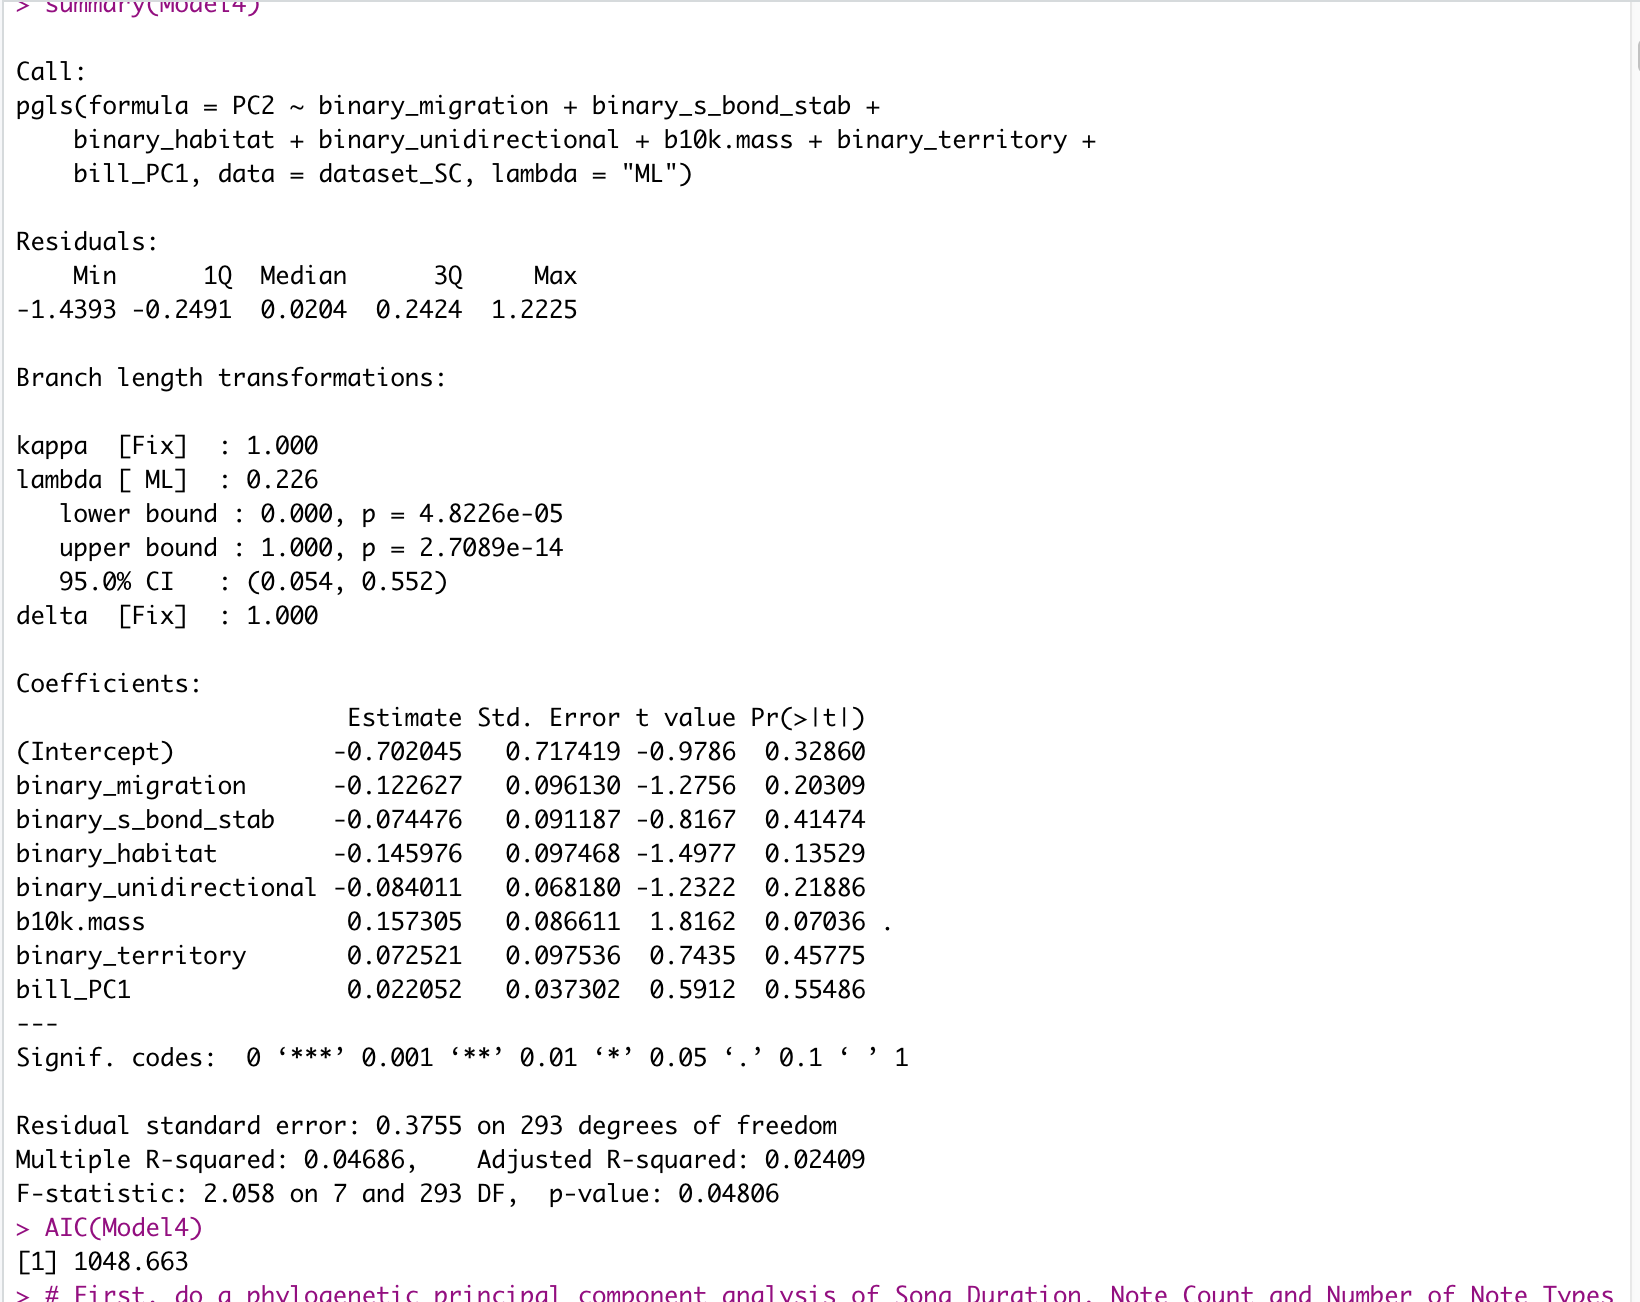 > summary(Model4)
Call:
pgls(formula = PC2 ~ binary_migration + binary_s_bond_stab +
    binary_habitat + binary_unidirectional + b10k.mass + binary_territory +
    bill_PC1, data = dataset_SC, lambda = "ML")
Residuals:
    Min      1Q  Median      3Q     Max
-1.4393 -0.2491  0.0204  0.2424  1.2225
Branch length transformations:
kappa  [Fix]  : 1.000
lambda [ ML]  : 0.226
   lower bound : 0.000, p = 4.8226e-05
   upper bound : 1.000, p = 2.7089e-14
   95.0% CI   : (0.054, 0.552)
delta  [Fix]  : 1.000
Coefficients:
                       Estimate Std. Error t value Pr(>|t|)
(Intercept)           -0.702045   0.717419 -0.9786  0.32860
binary_migration      -0.122627   0.096130 -1.2756  0.20309
binary_s_bond_stab    -0.074476   0.091187 -0.8167  0.41474
binary_habitat        -0.145976   0.097468 -1.4977  0.13529
binary_unidirectional -0.084011   0.068180 -1.2322  0.21886
b10k.mass              0.157305   0.086611  1.8162  0.07036 .
binary_territory       0.072521   0.097536  0.7435  0.45775
bill_PC1               0.022052   0.037302  0.5912  0.55486
---
Signif. codes:  0 ‘***’ 0.001 ‘**’ 0.01 ‘*’ 0.05 ‘.’ 0.1 ‘ ’ 1
Residual standard error: 0.3755 on 293 degrees of freedom
Multiple R-squared: 0.04686,	Adjusted R-squared: 0.02409
F-statistic: 2.058 on 7 and 293 DF,  p-value: 0.04806
> AIC(Model4)
[1] 1048.663
> # First, do a phylogenetic principal component analysis of Song Duration, Note Count and Number of Note Types